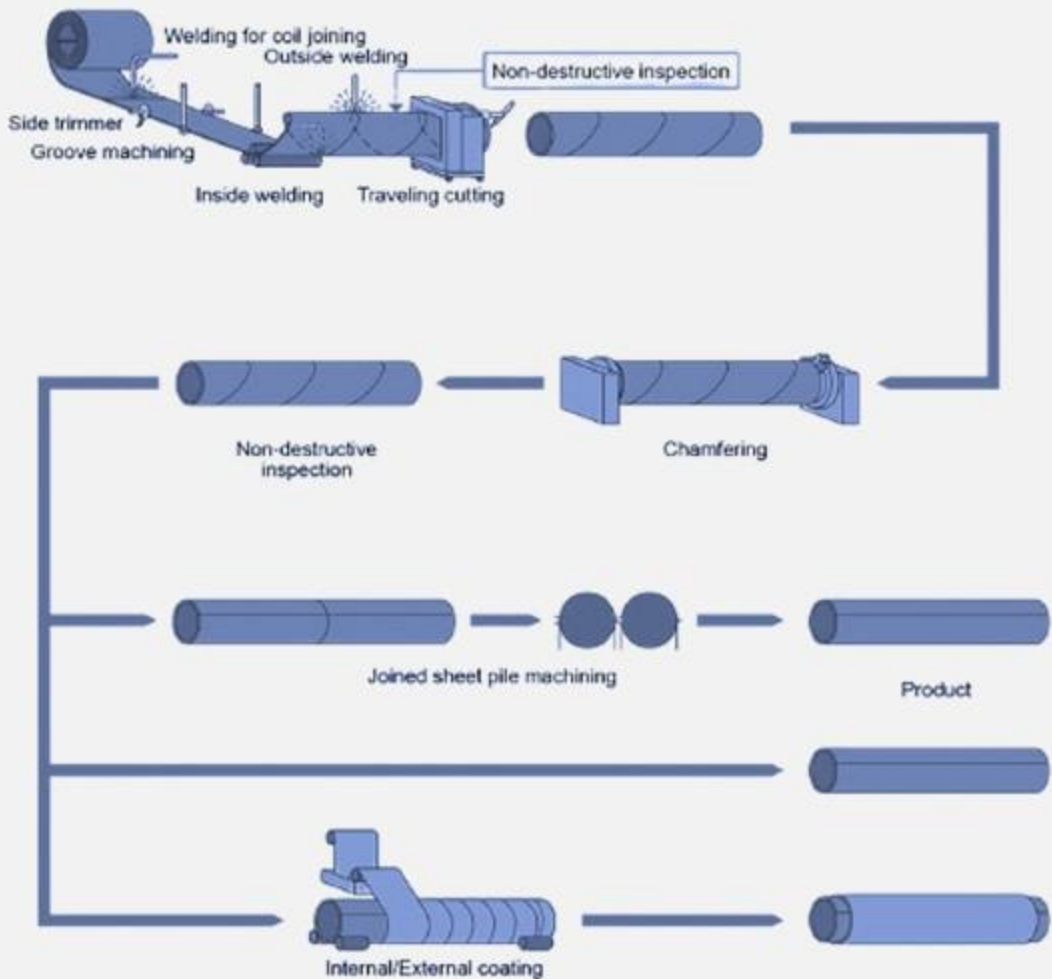 Welding for coil joining
Outside welding
Non-destructive inspection
Side trimmer
Groove machining
Inside welding
Traveling cutting
Non-destructive
inspection
Chamfering
Joined sheet pile machining
Product
Internal/External coating